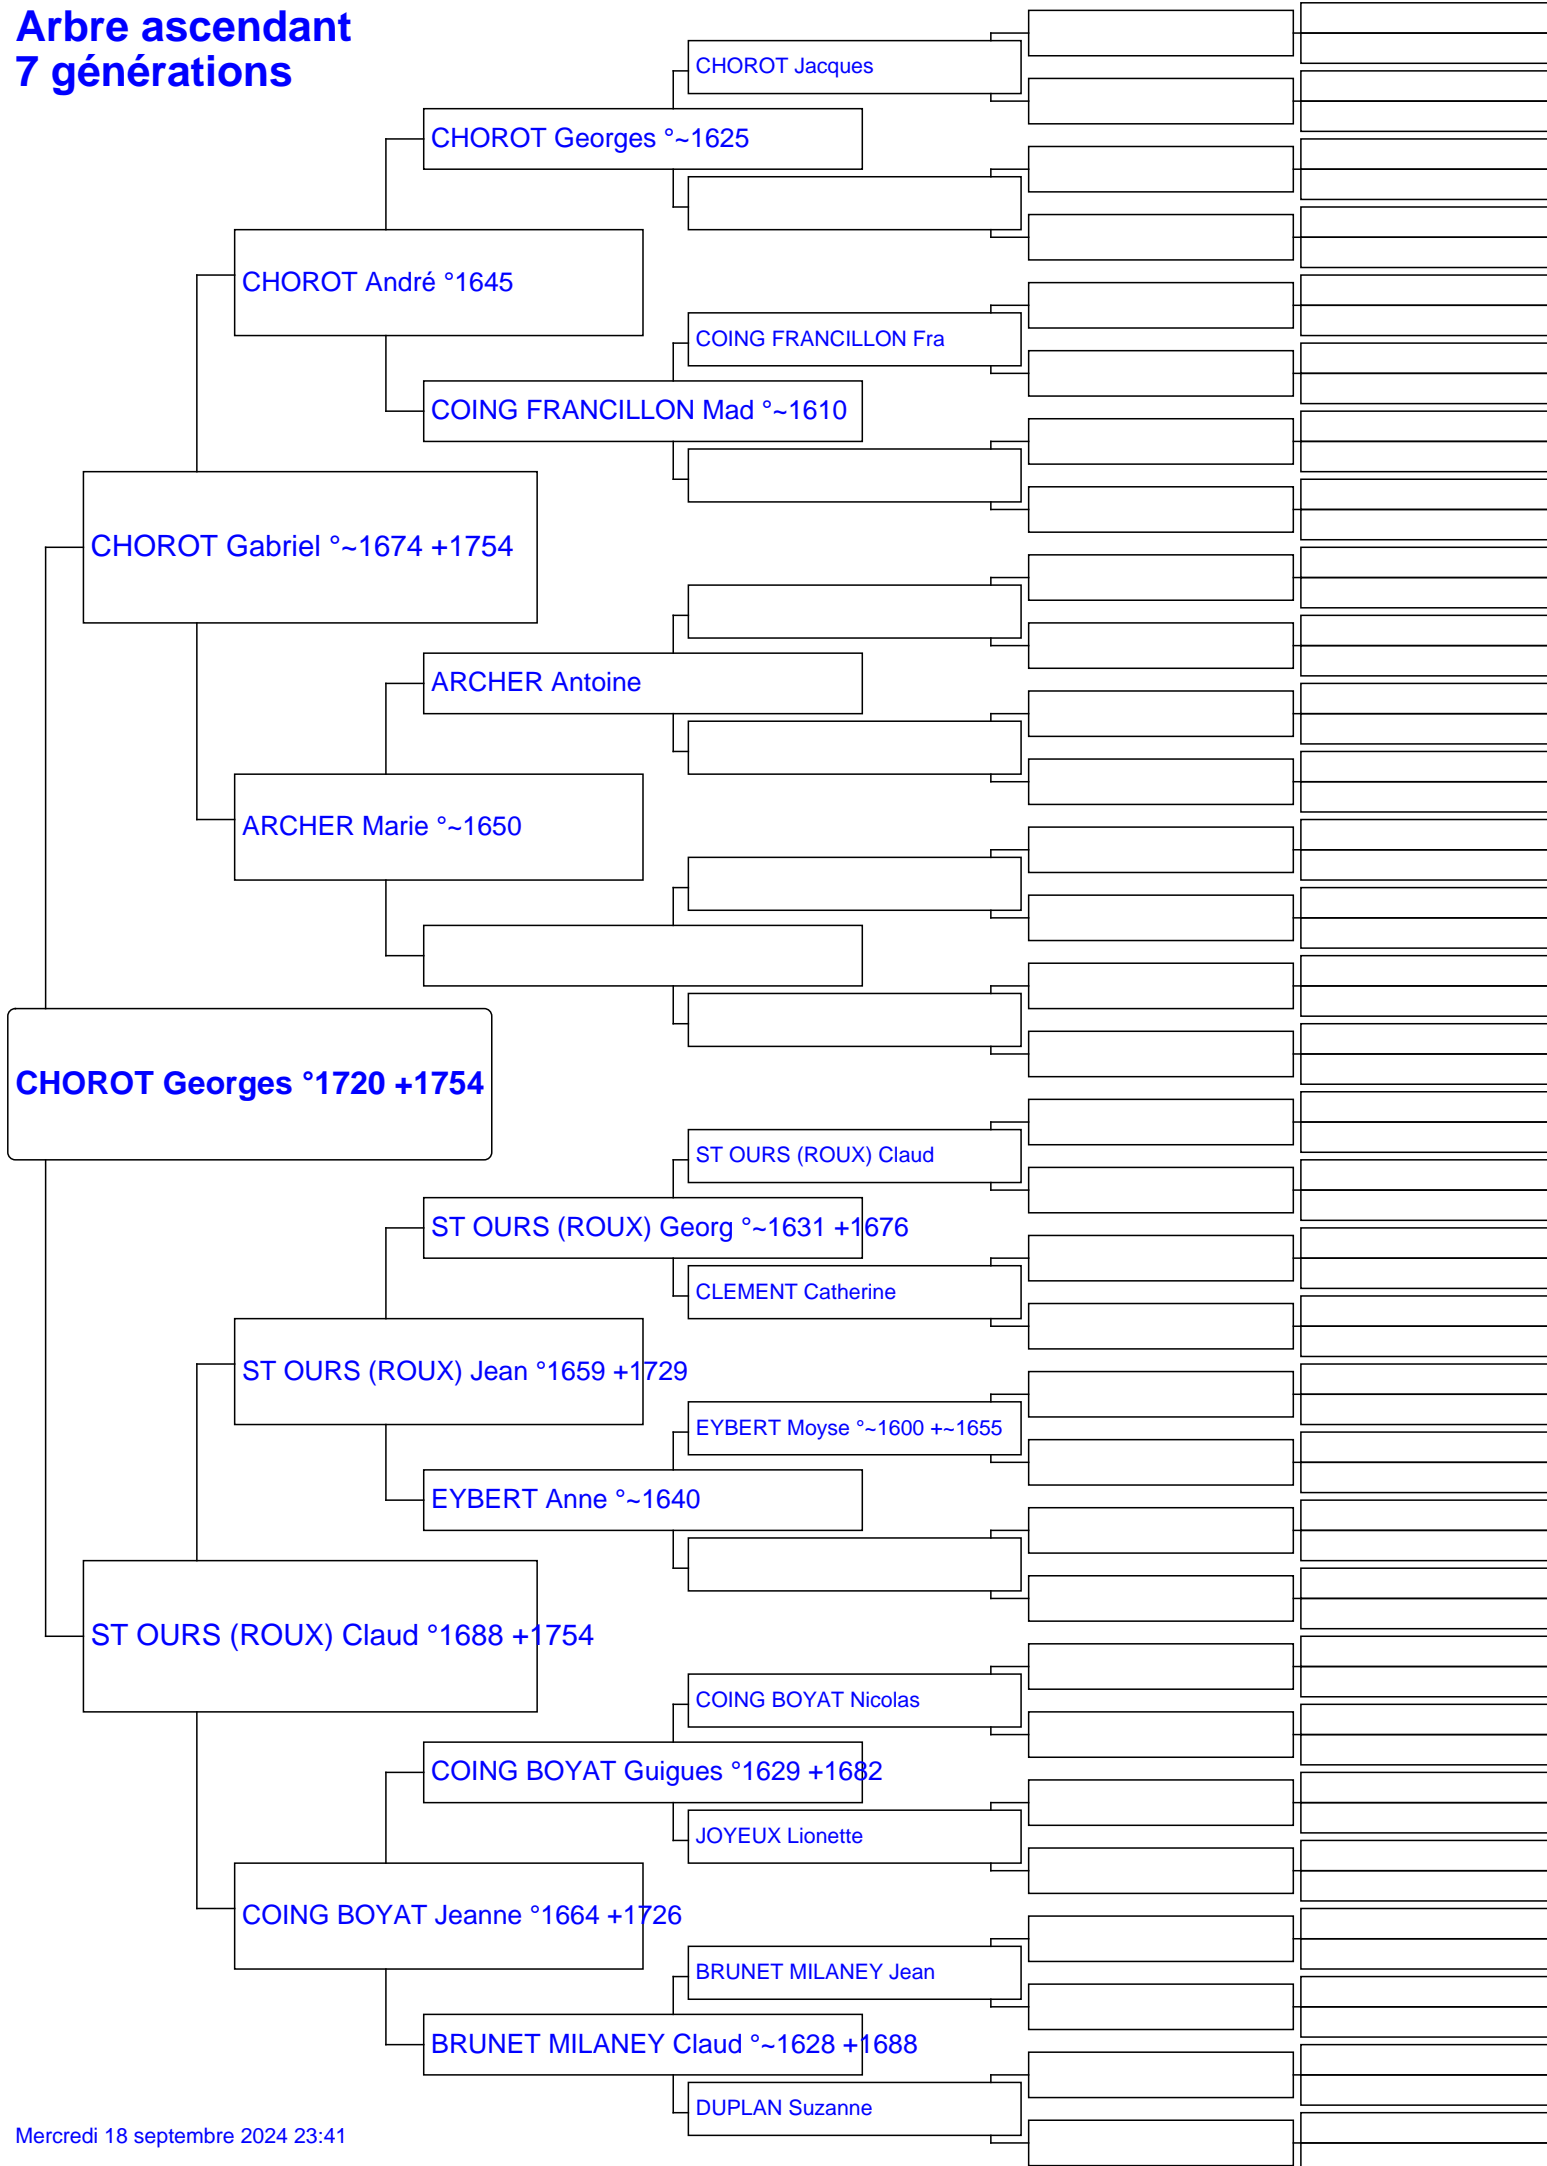 Arbre ascendant
7 générations
CHOROT Jacques
CHOROT Georges °~1625
CHOROT André °1645
COING FRANCILLON Fra
COING FRANCILLON Mad °~1610
CHOROT Gabriel °~1674 +1754
ARCHER Antoine
ARCHER Marie °~1650
CHOROT Georges °1720 +1754
ST OURS (ROUX) Claud
ST OURS (ROUX) Georg °~1631 +1676
CLEMENT Catherine
ST OURS (ROUX) Jean °1659 +1729
EYBERT Moyse °~1600 +~1655
EYBERT Anne °~1640
ST OURS (ROUX) Claud °1688 +1754
COING BOYAT Nicolas
COING BOYAT Guigues °1629 +1682
JOYEUX Lionette
COING BOYAT Jeanne °1664 +1726
BRUNET MILANEY Jean
BRUNET MILANEY Claud °~1628 +1688
DUPLAN Suzanne
Mercredi 18 septembre 2024 23:41